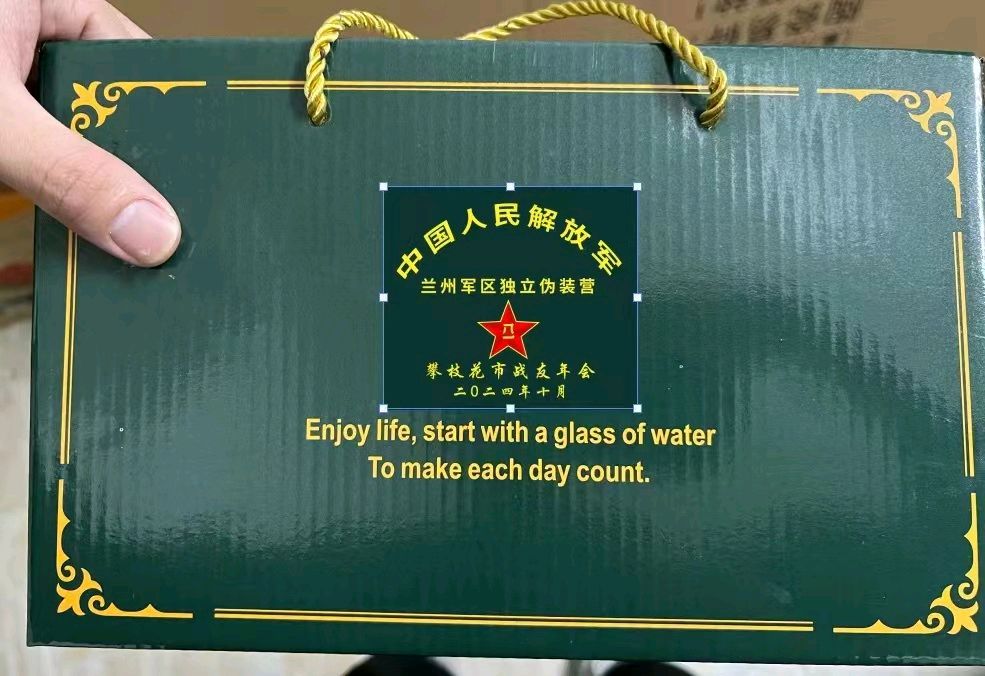 中国人民解放军
兰州军区独立伪装营
八一
攀枝花市战友年会
二〇二四年十月
Enjoy life, start with a glass of water
To make each day count.